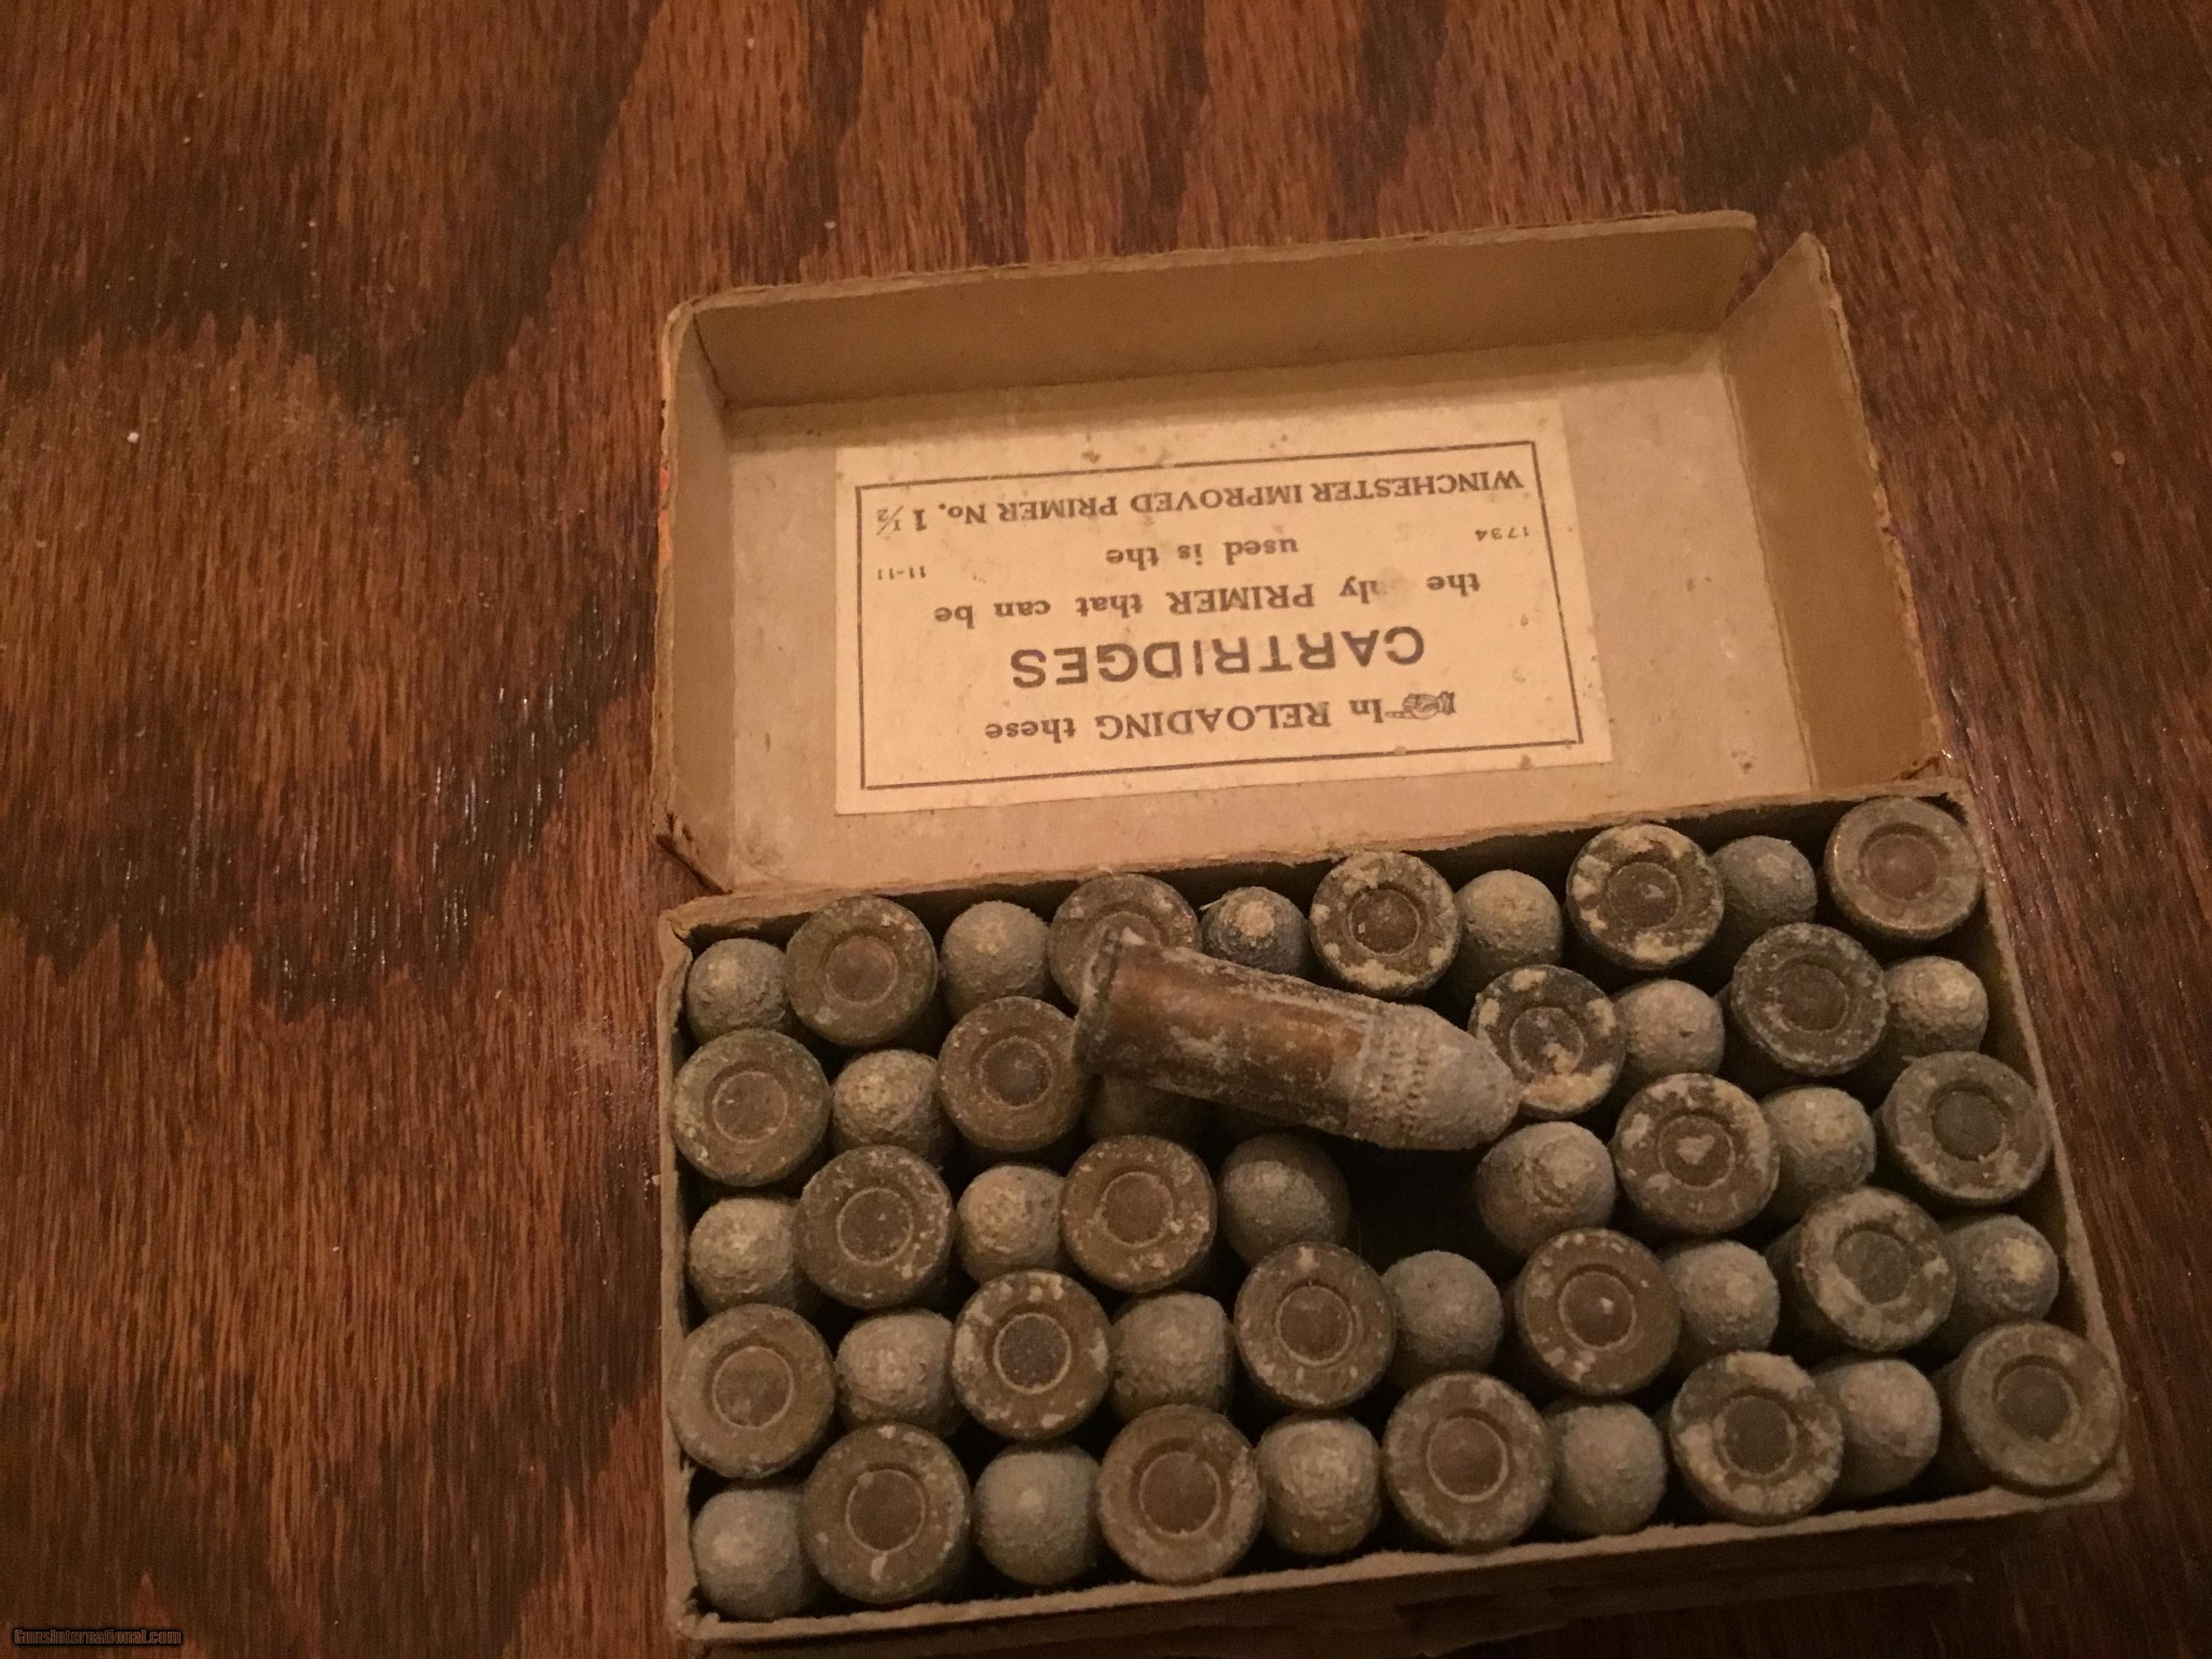 In RELOADING these
CARTRIDGES
the nly PRIMER that can be
used is the
1734 11-11
WINCHESTER IMPROVED PRIMER No. 1 ½
GunsInternational.com